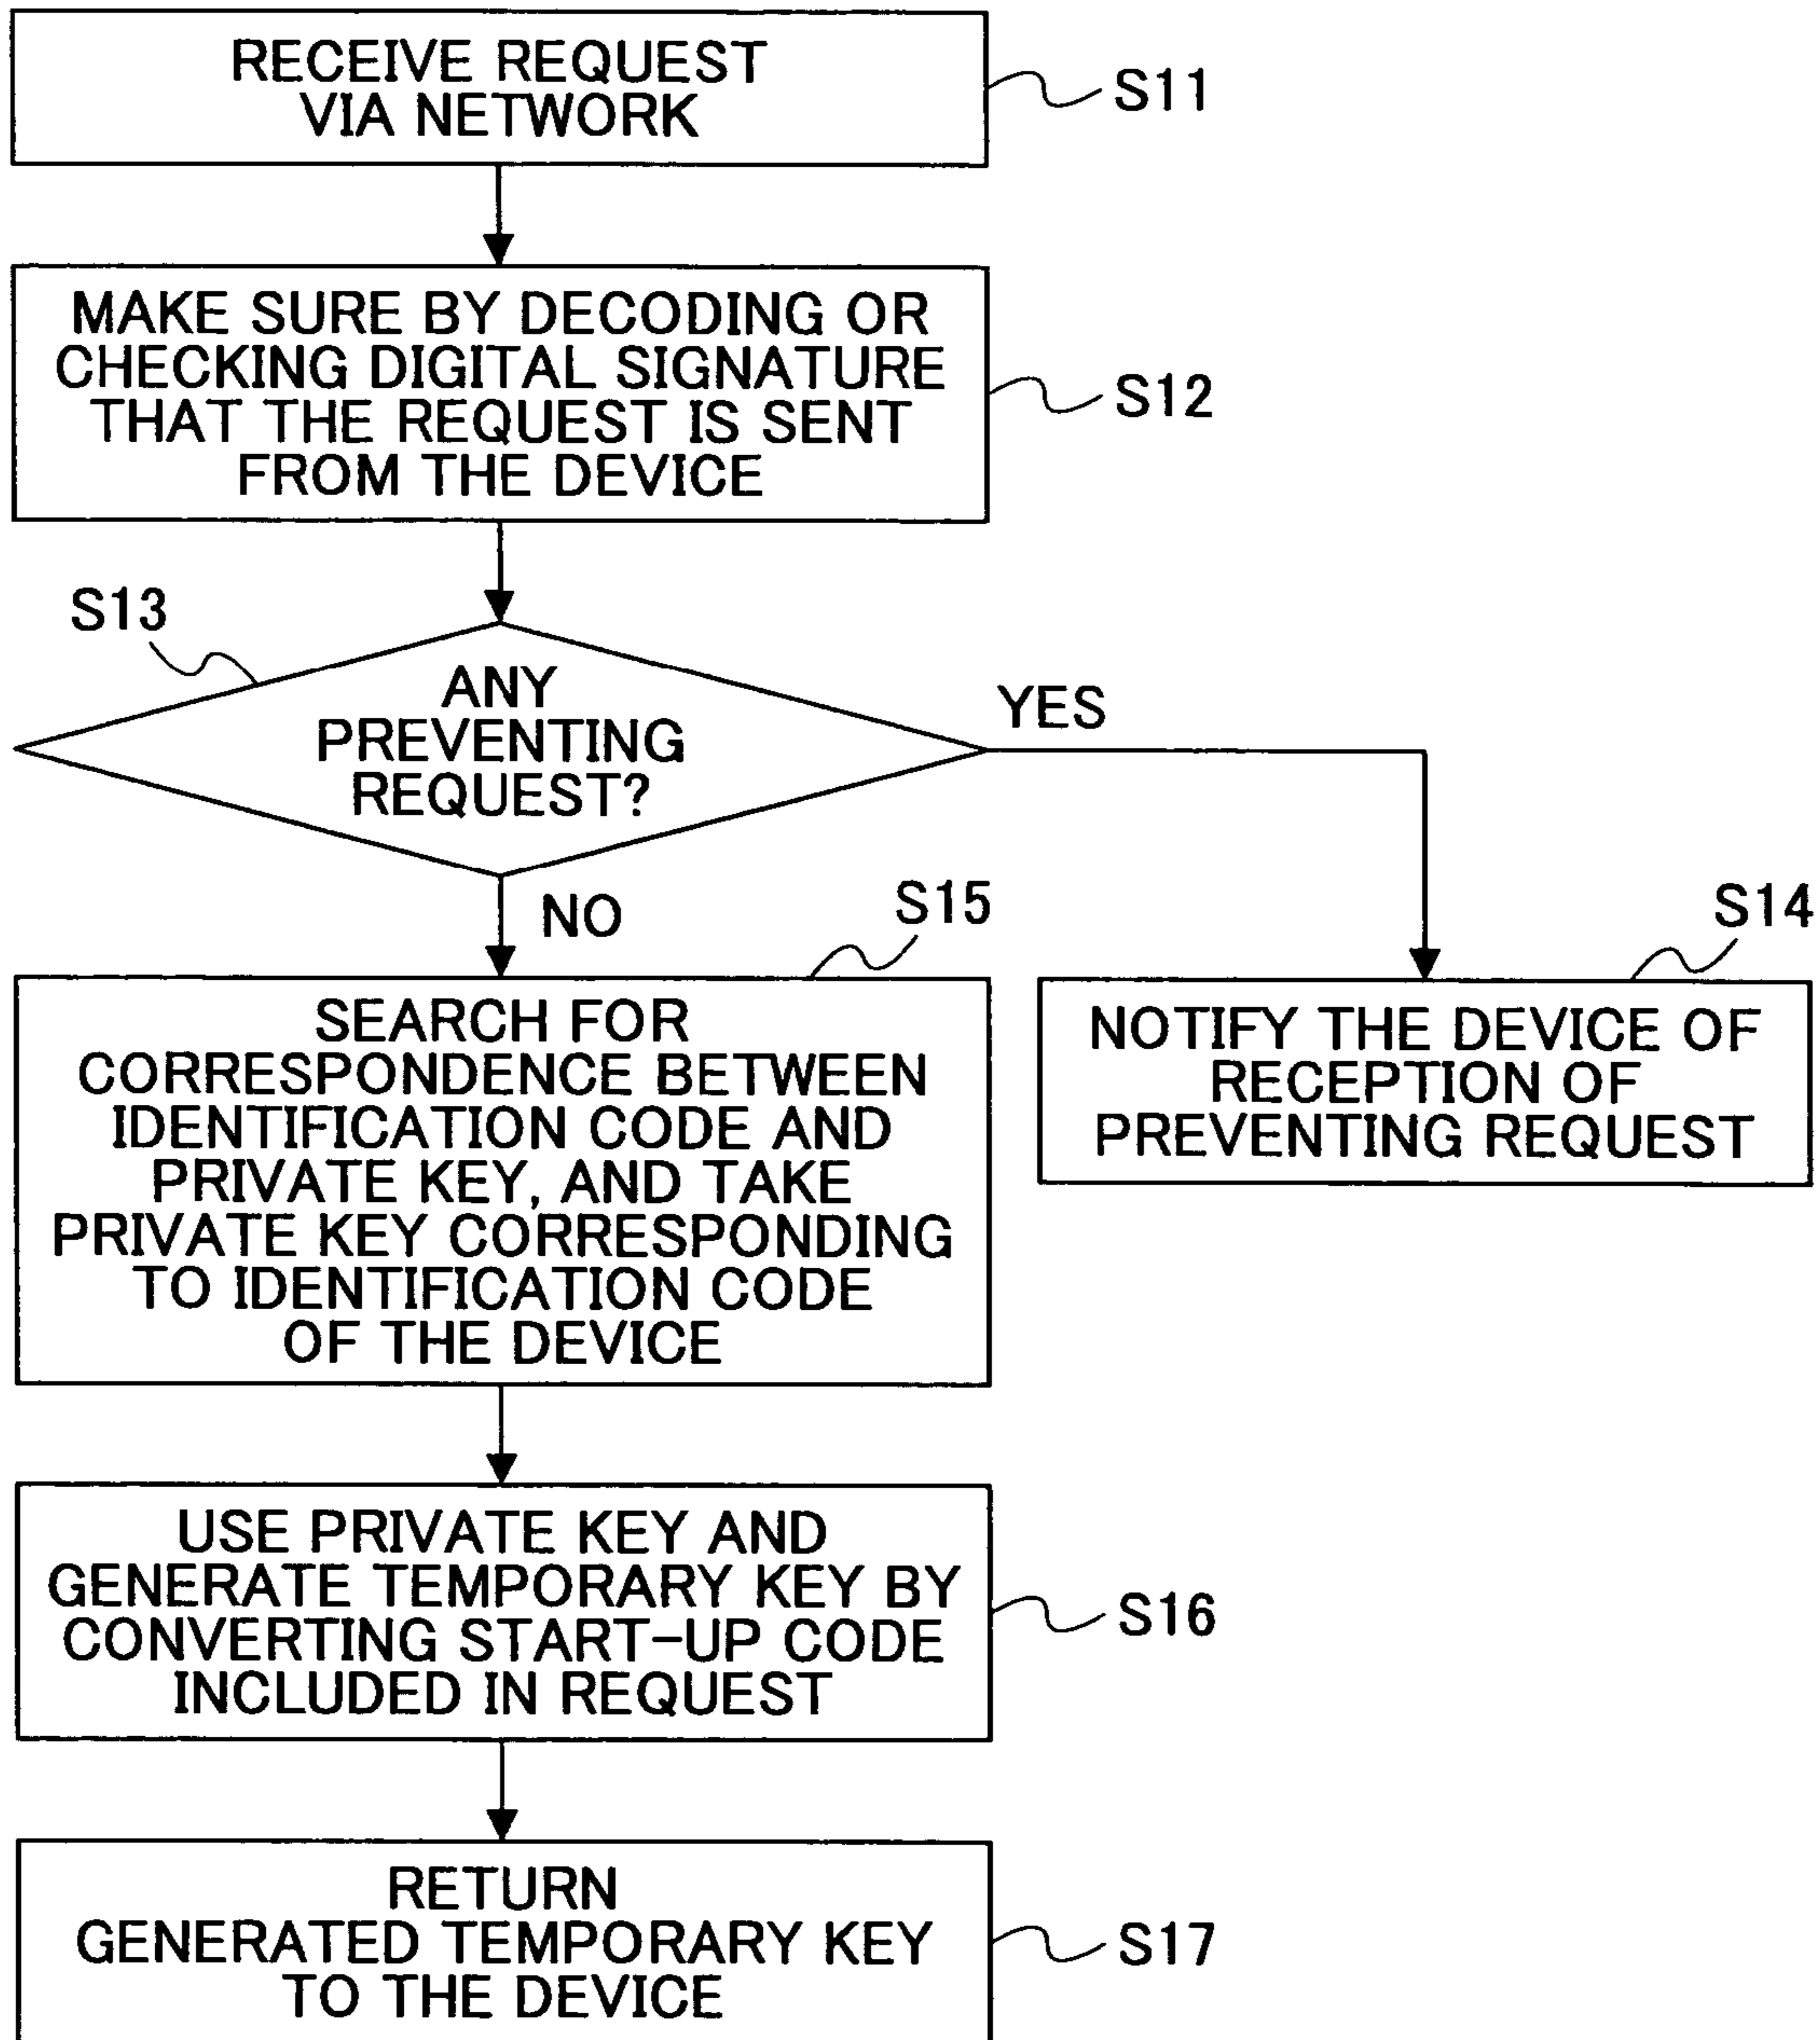 RECEIVE REQUEST
VIA NETWORK
S11
MAKE SURE BY DECODING OR
CHECKING DIGITAL SIGNATURE
THAT THE REQUEST IS SENT
FROM THE DEVICE
S12
S13
ANY
PREVENTING
REQUEST?
YES
NO
S15
SEARCH FOR
CORRESPONDENCE BETWEEN
IDENTIFICATION CODE AND
PRIVATE KEY, AND TAKE
PRIVATE KEY CORRESPONDING
TO IDENTIFICATION CODE
OF THE DEVICE
S14
NOTIFY THE DEVICE OF
RECEPTION OF
PREVENTING REQUEST
USE PRIVATE KEY AND
GENERATE TEMPORARY KEY BY
CONVERTING START-UP CODE
INCLUDED IN REQUEST
S16
RETURN
GENERATED TEMPORARY KEY
TO THE DEVICE
S17